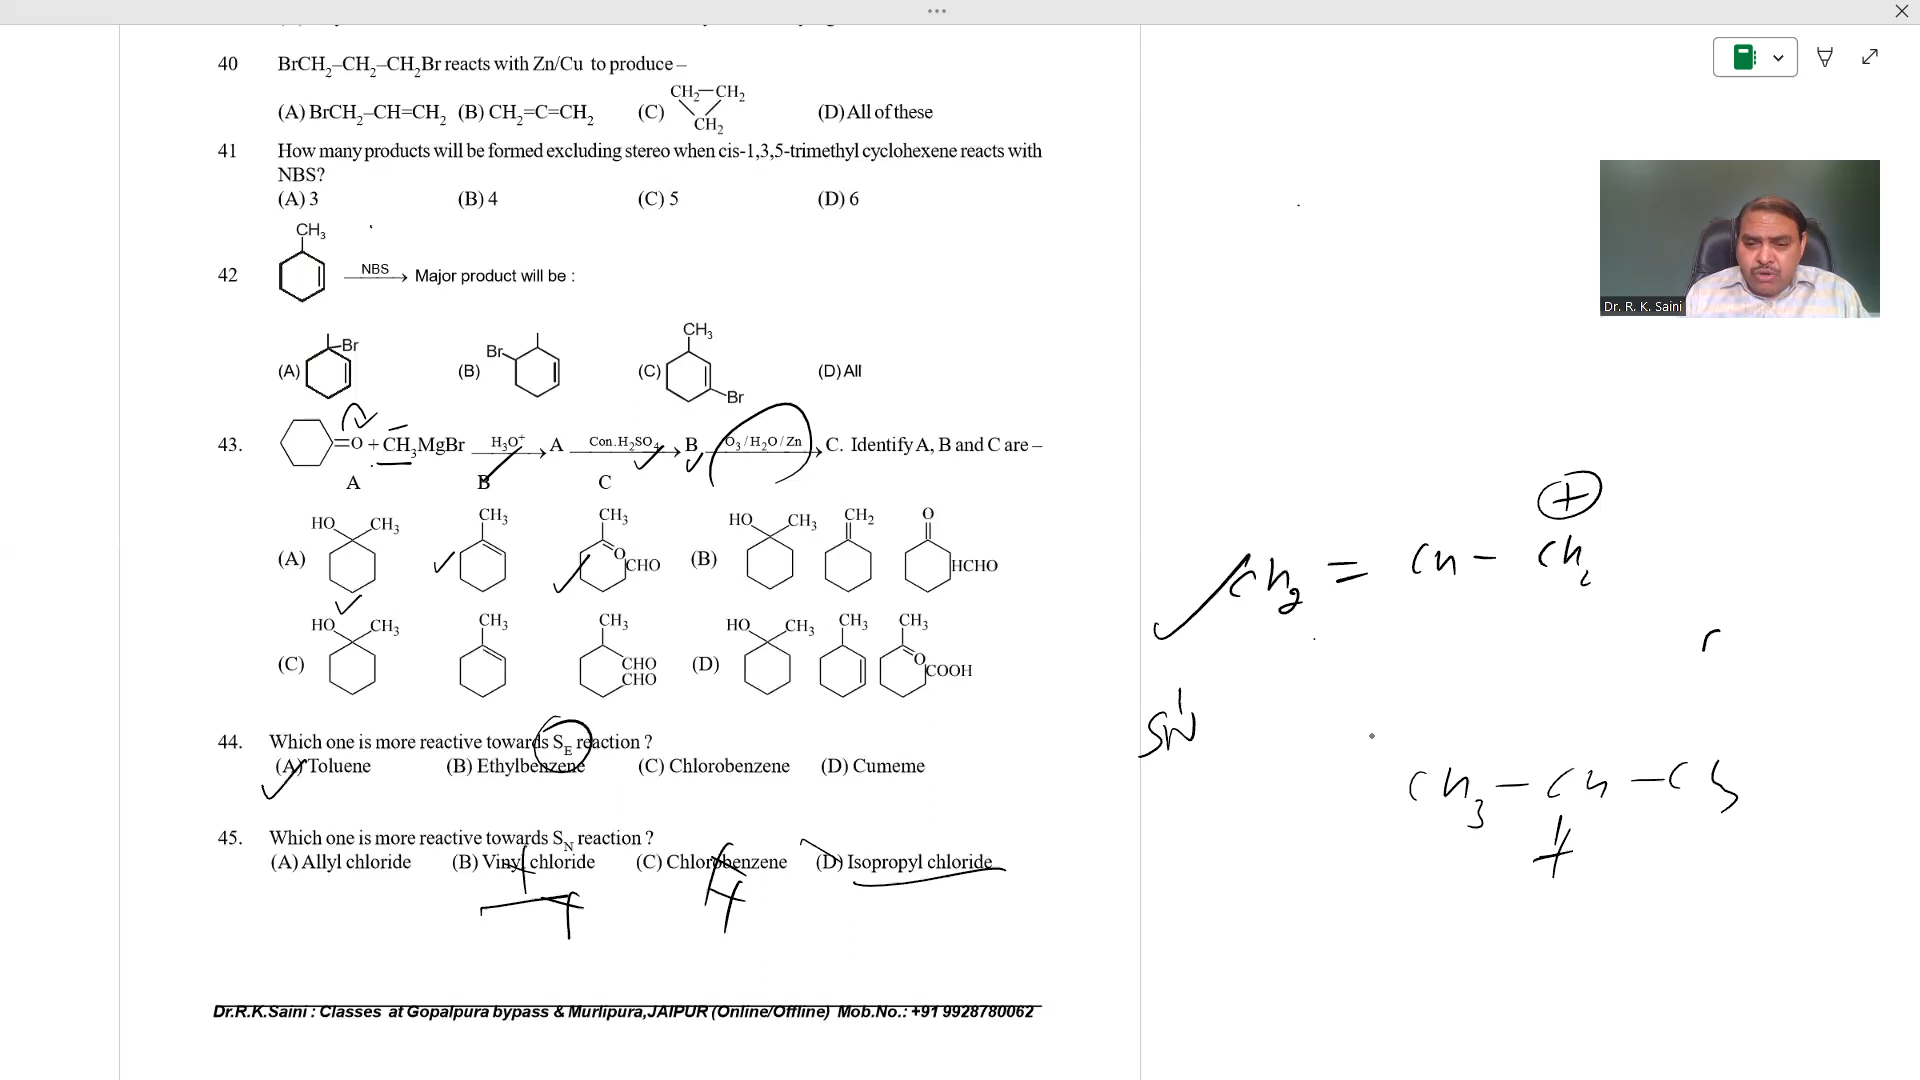 40 BrCH2–CH2–CH2Br reacts with Zn/Cu to produce –
(A) BrCH2–CH=CH2 (B) CH2=C=CH2 (C) CH2—CH2 CH2 (D) All of these
41 How many products will be formed excluding stereo when cis-1,3,5-trimethyl cyclohexene reacts with
NBS?
(A) 3 (B) 4 (C) 5 (D) 6
CH3
42 NBS Major product will be :
(A) Br (B) Br (C) CH3 Br (D) All
43. =O + CH3MgBr H3O+ A Con.H2SO4 B O3/H2O/Zn C. Identify A, B and C are –
A B C
(A) HO CH3 CH3 CH3 O CHO (B) HO CH3 CH2 O HCHO
(C) HO CH3 CH3 CH3 CHO CHO (D) HO CH3 CH3 CH3 O COOH
44. Which one is more reactive towards SE reaction ?
(A) Toluene (B) Ethylbenzene (C) Chlorobenzene (D) Cumeme
45. Which one is more reactive towards SN reaction ?
(A) Allyl chloride (B) Vinyl chloride (C) Chlorobenzene (D) Isopropyl chloride
Dr.R.K.Saini : Classes at Gopalpura bypass & Murlipura,JAIPUR (Online/Offline) Mob.No.: +91 9928780062
Dr. R. K. Saini
+
CH2 = CH – CH2
SN1
CH3 – CH – CH3
+